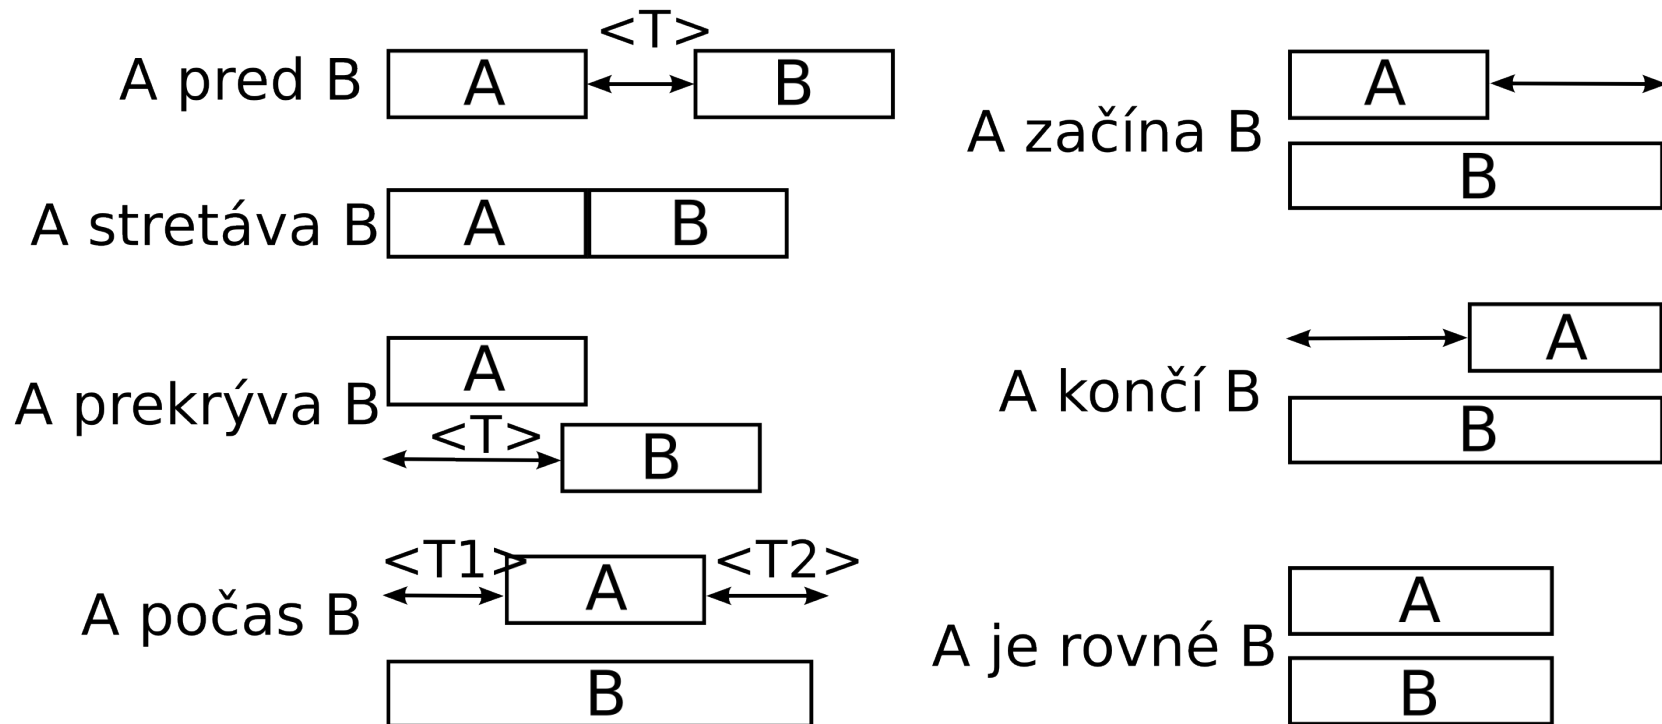 <T>
A pred B A B
A stretáva B A B
A
A prekrýva B
<T>
B
<T1> A <T2>
A počas B
B
A
A začína B
B
A
A končí B
B
A
A je rovné B
B